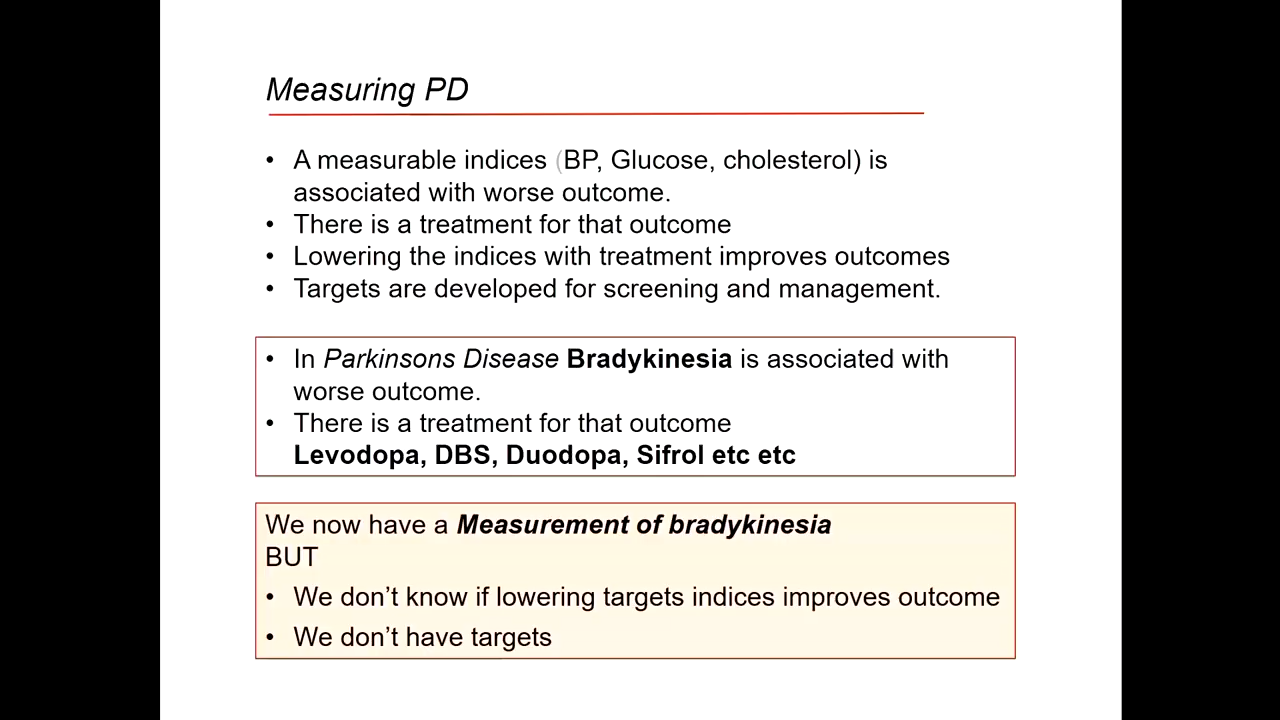 Measuring PD
• A measurable indices (BP, Glucose, cholesterol) is
associated with worse outcome.
• There is a treatment for that outcome
• Lowering the indices with treatment improves outcomes
• Targets are developed for screening and management.
• In Parkinsons Disease Bradykinesia is associated with
worse outcome.
• There is a treatment for that outcome
Levodopa, DBS, Duodopa, Sifrol etc etc
We now have a Measurement of bradykinesia
BUT
• We don’t know if lowering targets indices improves outcome
• We don’t have targets